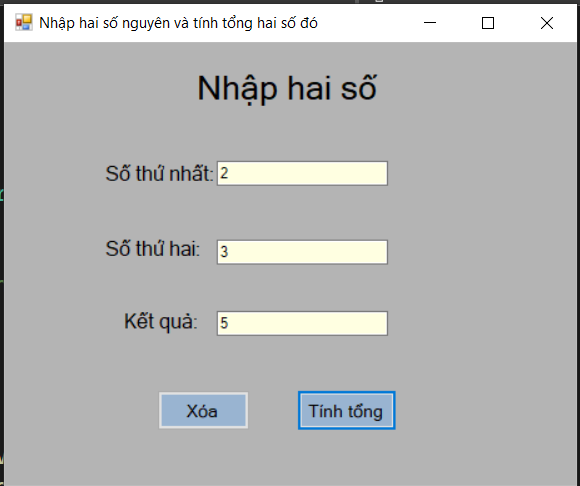 Nhập hai số nguyên và tính tổng hai số đó
Nhập hai số
Số thứ nhất: 2
Số thứ hai: 3
Kết quả: 5
Xóa Tính tổng